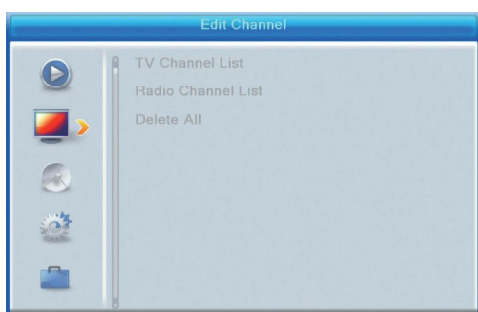 Edit Channel
TV Channel List
Radio Channel List
Delete All